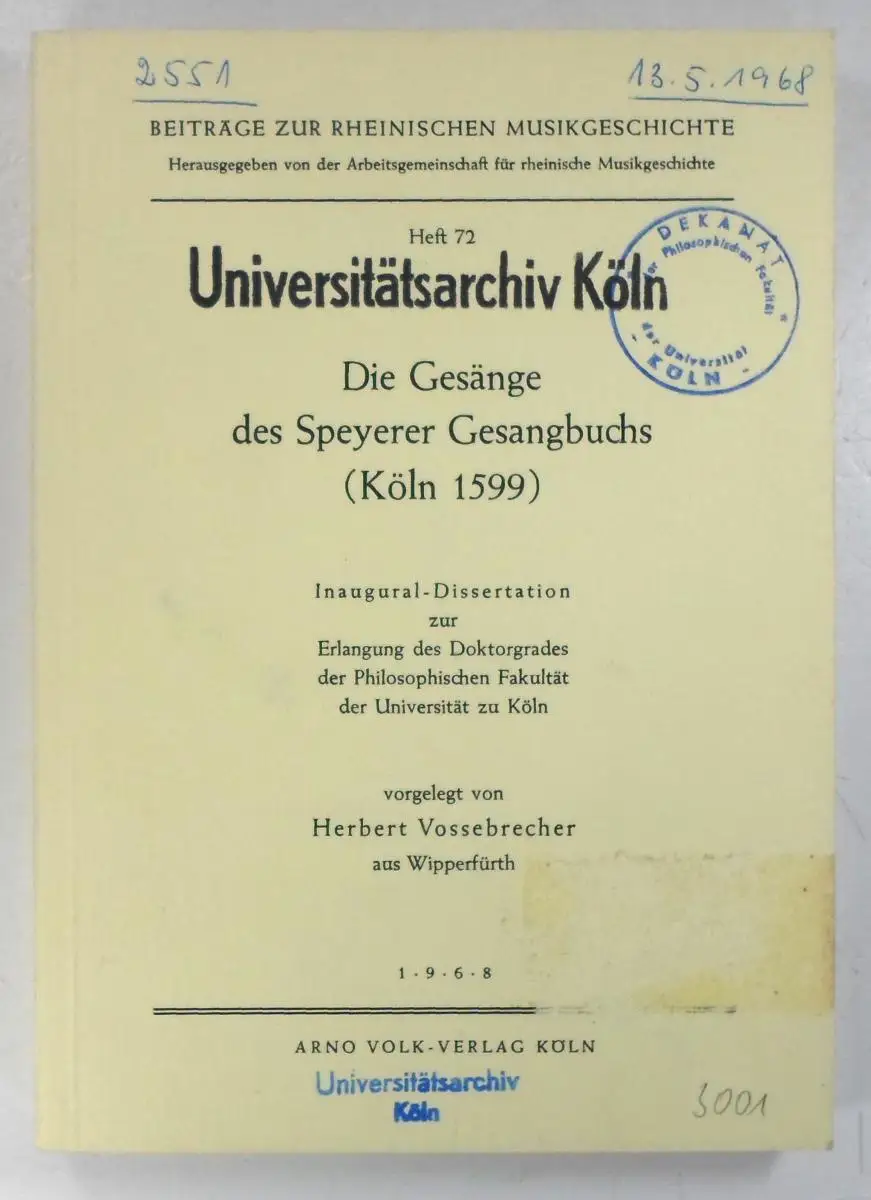 2551
13.5.1968
BEITRÄGE ZUR RHEINISCHEN MUSIKGESCHICHTE
Herausgegeben von der Arbeitsgemeinschaft für rheinische Musikgeschichte
Heft 72
DEKANAT
der Philosophischen Fakultät
der Universität
- KÖLN -
Universitätsarchiv Köln
Die Gesänge
des Speyerer Gesangbuchs
(Köln 1599)
Inaugural-Dissertation
zur
Erlangung des Doktorgrades
der Philosophischen Fakultät
der Universität zu Köln
vorgelegt von
Herbert Vossebrecher
aus Wipperfürth
1 · 9 · 6 · 8
ARNO VOLK-VERLAG KÖLN
Universitätsarchiv
Köln
3001